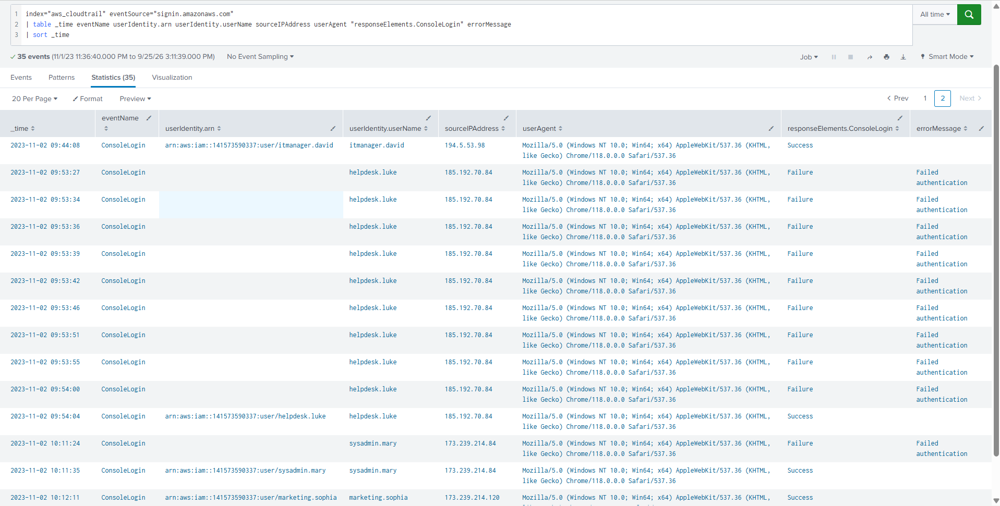 1 index="aws_cloudtrail" eventSource="signin.amazonaws.com"
2 | table _time eventName userIdentity.arn userIdentity.userName sourceIPAddress userAgent "responseElements.ConsoleLogin" errorMessage
3 | sort _time
All time
35 events (11/1/23 11:36:40.000 PM to 9/25/26 3:11:39.000 PM) No Event Sampling Job Smart Mode
Events Patterns Statistics (35) Visualization
20 Per Page Format Preview Prev 1 2 Next
_time eventName userIdentity.arn userIdentity.userName sourceIPAddress userAgent responseElements.ConsoleLogin errorMessage
2023-11-02 09:44:08 ConsoleLogin arn:aws:iam::141573590337:user/itmanager.david itmanager.david 194.5.53.98 Mozilla/5.0 (Windows NT 10.0; Win64; x64) AppleWebKit/537.36 (KHTML, Success
like Gecko) Chrome/118.0.0.0 Safari/537.36
2023-11-02 09:53:27 ConsoleLogin helpdesk.luke 185.192.70.84 Mozilla/5.0 (Windows NT 10.0; Win64; x64) AppleWebKit/537.36 (KHTML, Failure Failed
like Gecko) Chrome/118.0.0.0 Safari/537.36 authentication
2023-11-02 09:53:34 ConsoleLogin helpdesk.luke 185.192.70.84 Mozilla/5.0 (Windows NT 10.0; Win64; x64) AppleWebKit/537.36 (KHTML, Failure Failed
like Gecko) Chrome/118.0.0.0 Safari/537.36 authentication
2023-11-02 09:53:36 ConsoleLogin helpdesk.luke 185.192.70.84 Mozilla/5.0 (Windows NT 10.0; Win64; x64) AppleWebKit/537.36 (KHTML, Failure Failed
like Gecko) Chrome/118.0.0.0 Safari/537.36 authentication
2023-11-02 09:53:39 ConsoleLogin helpdesk.luke 185.192.70.84 Mozilla/5.0 (Windows NT 10.0; Win64; x64) AppleWebKit/537.36 (KHTML, Failure Failed
like Gecko) Chrome/118.0.0.0 Safari/537.36 authentication
2023-11-02 09:53:42 ConsoleLogin helpdesk.luke 185.192.70.84 Mozilla/5.0 (Windows NT 10.0; Win64; x64) AppleWebKit/537.36 (KHTML, Failure Failed
like Gecko) Chrome/118.0.0.0 Safari/537.36 authentication
2023-11-02 09:53:46 ConsoleLogin helpdesk.luke 185.192.70.84 Mozilla/5.0 (Windows NT 10.0; Win64; x64) AppleWebKit/537.36 (KHTML, Failure Failed
like Gecko) Chrome/118.0.0.0 Safari/537.36 authentication
2023-11-02 09:53:51 ConsoleLogin helpdesk.luke 185.192.70.84 Mozilla/5.0 (Windows NT 10.0; Win64; x64) AppleWebKit/537.36 (KHTML, Failure Failed
like Gecko) Chrome/118.0.0.0 Safari/537.36 authentication
2023-11-02 09:53:55 ConsoleLogin helpdesk.luke 185.192.70.84 Mozilla/5.0 (Windows NT 10.0; Win64; x64) AppleWebKit/537.36 (KHTML, Failure Failed
like Gecko) Chrome/118.0.0.0 Safari/537.36 authentication
2023-11-02 09:54:00 ConsoleLogin helpdesk.luke 185.192.70.84 Mozilla/5.0 (Windows NT 10.0; Win64; x64) AppleWebKit/537.36 (KHTML, Failure Failed
like Gecko) Chrome/118.0.0.0 Safari/537.36 authentication
2023-11-02 09:54:04 ConsoleLogin arn:aws:iam::141573590337:user/helpdesk.luke helpdesk.luke 185.192.70.84 Mozilla/5.0 (Windows NT 10.0; Win64; x64) AppleWebKit/537.36 (KHTML, Success
like Gecko) Chrome/118.0.0.0 Safari/537.36
2023-11-02 10:11:24 ConsoleLogin sysadmin.mary 173.239.214.84 Mozilla/5.0 (Windows NT 10.0; Win64; x64) AppleWebKit/537.36 (KHTML, Failure Failed
like Gecko) Chrome/118.0.0.0 Safari/537.36 authentication
2023-11-02 10:11:35 ConsoleLogin arn:aws:iam::141573590337:user/sysadmin.mary sysadmin.mary 173.239.214.84 Mozilla/5.0 (Windows NT 10.0; Win64; x64) AppleWebKit/537.36 (KHTML, Success
like Gecko) Chrome/118.0.0.0 Safari/537.36
2023-11-02 10:12:11 ConsoleLogin arn:aws:iam::141573590337:user/marketing.sophia marketing.sophia 173.239.214.120 Mozilla/5.0 (Windows NT 10.0; Win64; x64) AppleWebKit/537.36 (KHTML, Success